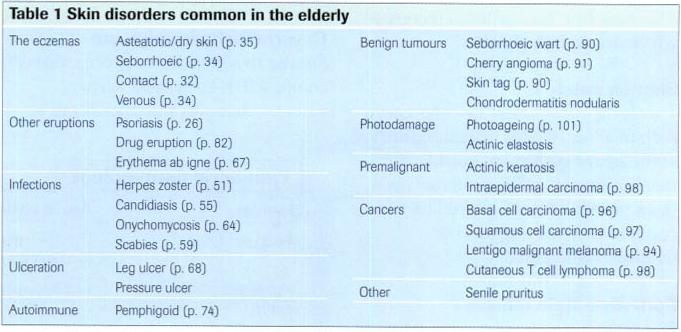 Table 1 Skin disorders common in the elderly
The eczemas Asteatotic/dry skin (p. 35)
Seborrhoeic (p. 34)
Contact (p. 32)
Venous (p. 34)
Other eruptions Psoriasis (p. 26)
Drug eruption (p. 82)
Erythema ab igne (p. 67)
Infections Herpes zoster (p. 51)
Candidiasis (p. 55)
Onychomycosis (p. 64)
Scabies (p. 59)
Ulceration Leg ulcer (p. 68)
Pressure ulcer
Autoimmune Pemphigoid (p. 74)
Benign tumours Seborrhoeic wart (p. 90)
Cherry angioma (p. 91)
Skin tag (p. 90)
Chondrodermatitis nodularis
Photodamage Photoageing (p. 101)
Actinic elastosis
Premalignant Actinic keratosis
Intraepidermal carcinoma (p. 98)
Cancers Basal cell carcinoma (p. 96)
Squamous cell carcinoma (p. 97)
Lentigo malignant melanoma (p. 94)
Cutaneous T cell lymphoma (p. 98)
Other Senile pruritus